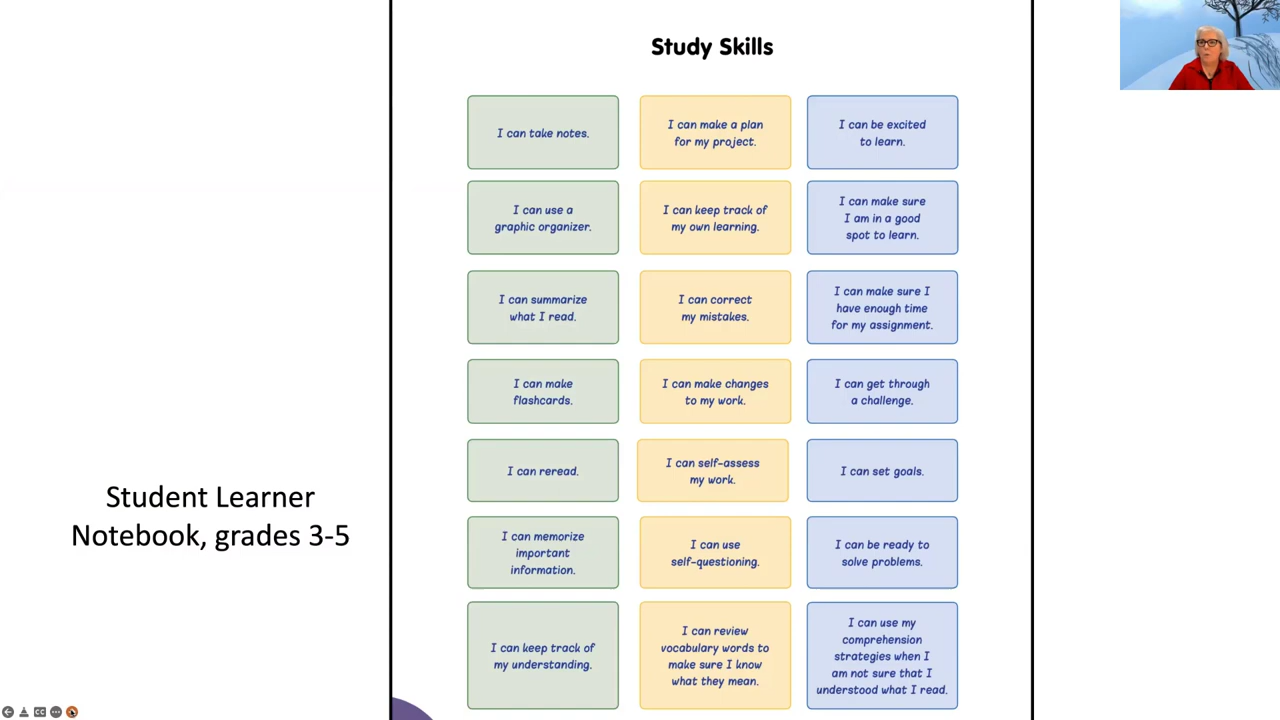 Study Skills
I can take notes.
I can make a plan
for my project.
I can be excited
to learn.
I can use a
graphic organizer.
I can keep track of
my own learning.
I can make sure
I am in a good
spot to learn.
I can summarize
what I read.
I can correct
my mistakes.
I can make sure I
have enough time
for my assignment.
I can make
flashcards.
I can make changes
to my work.
I can get through
a challenge.
I can reread.
I can self-assess
my work.
I can set goals.
I can memorize
important
information.
I can use
self-questioning.
I can be ready to
solve problems.
I can keep track of
my understanding.
I can review
vocabulary words to
make sure I know
what they mean.
I can use my
comprehension
strategies when I
am not sure that I
understood what I read.
Student Learner
Notebook, grades 3-5
CC